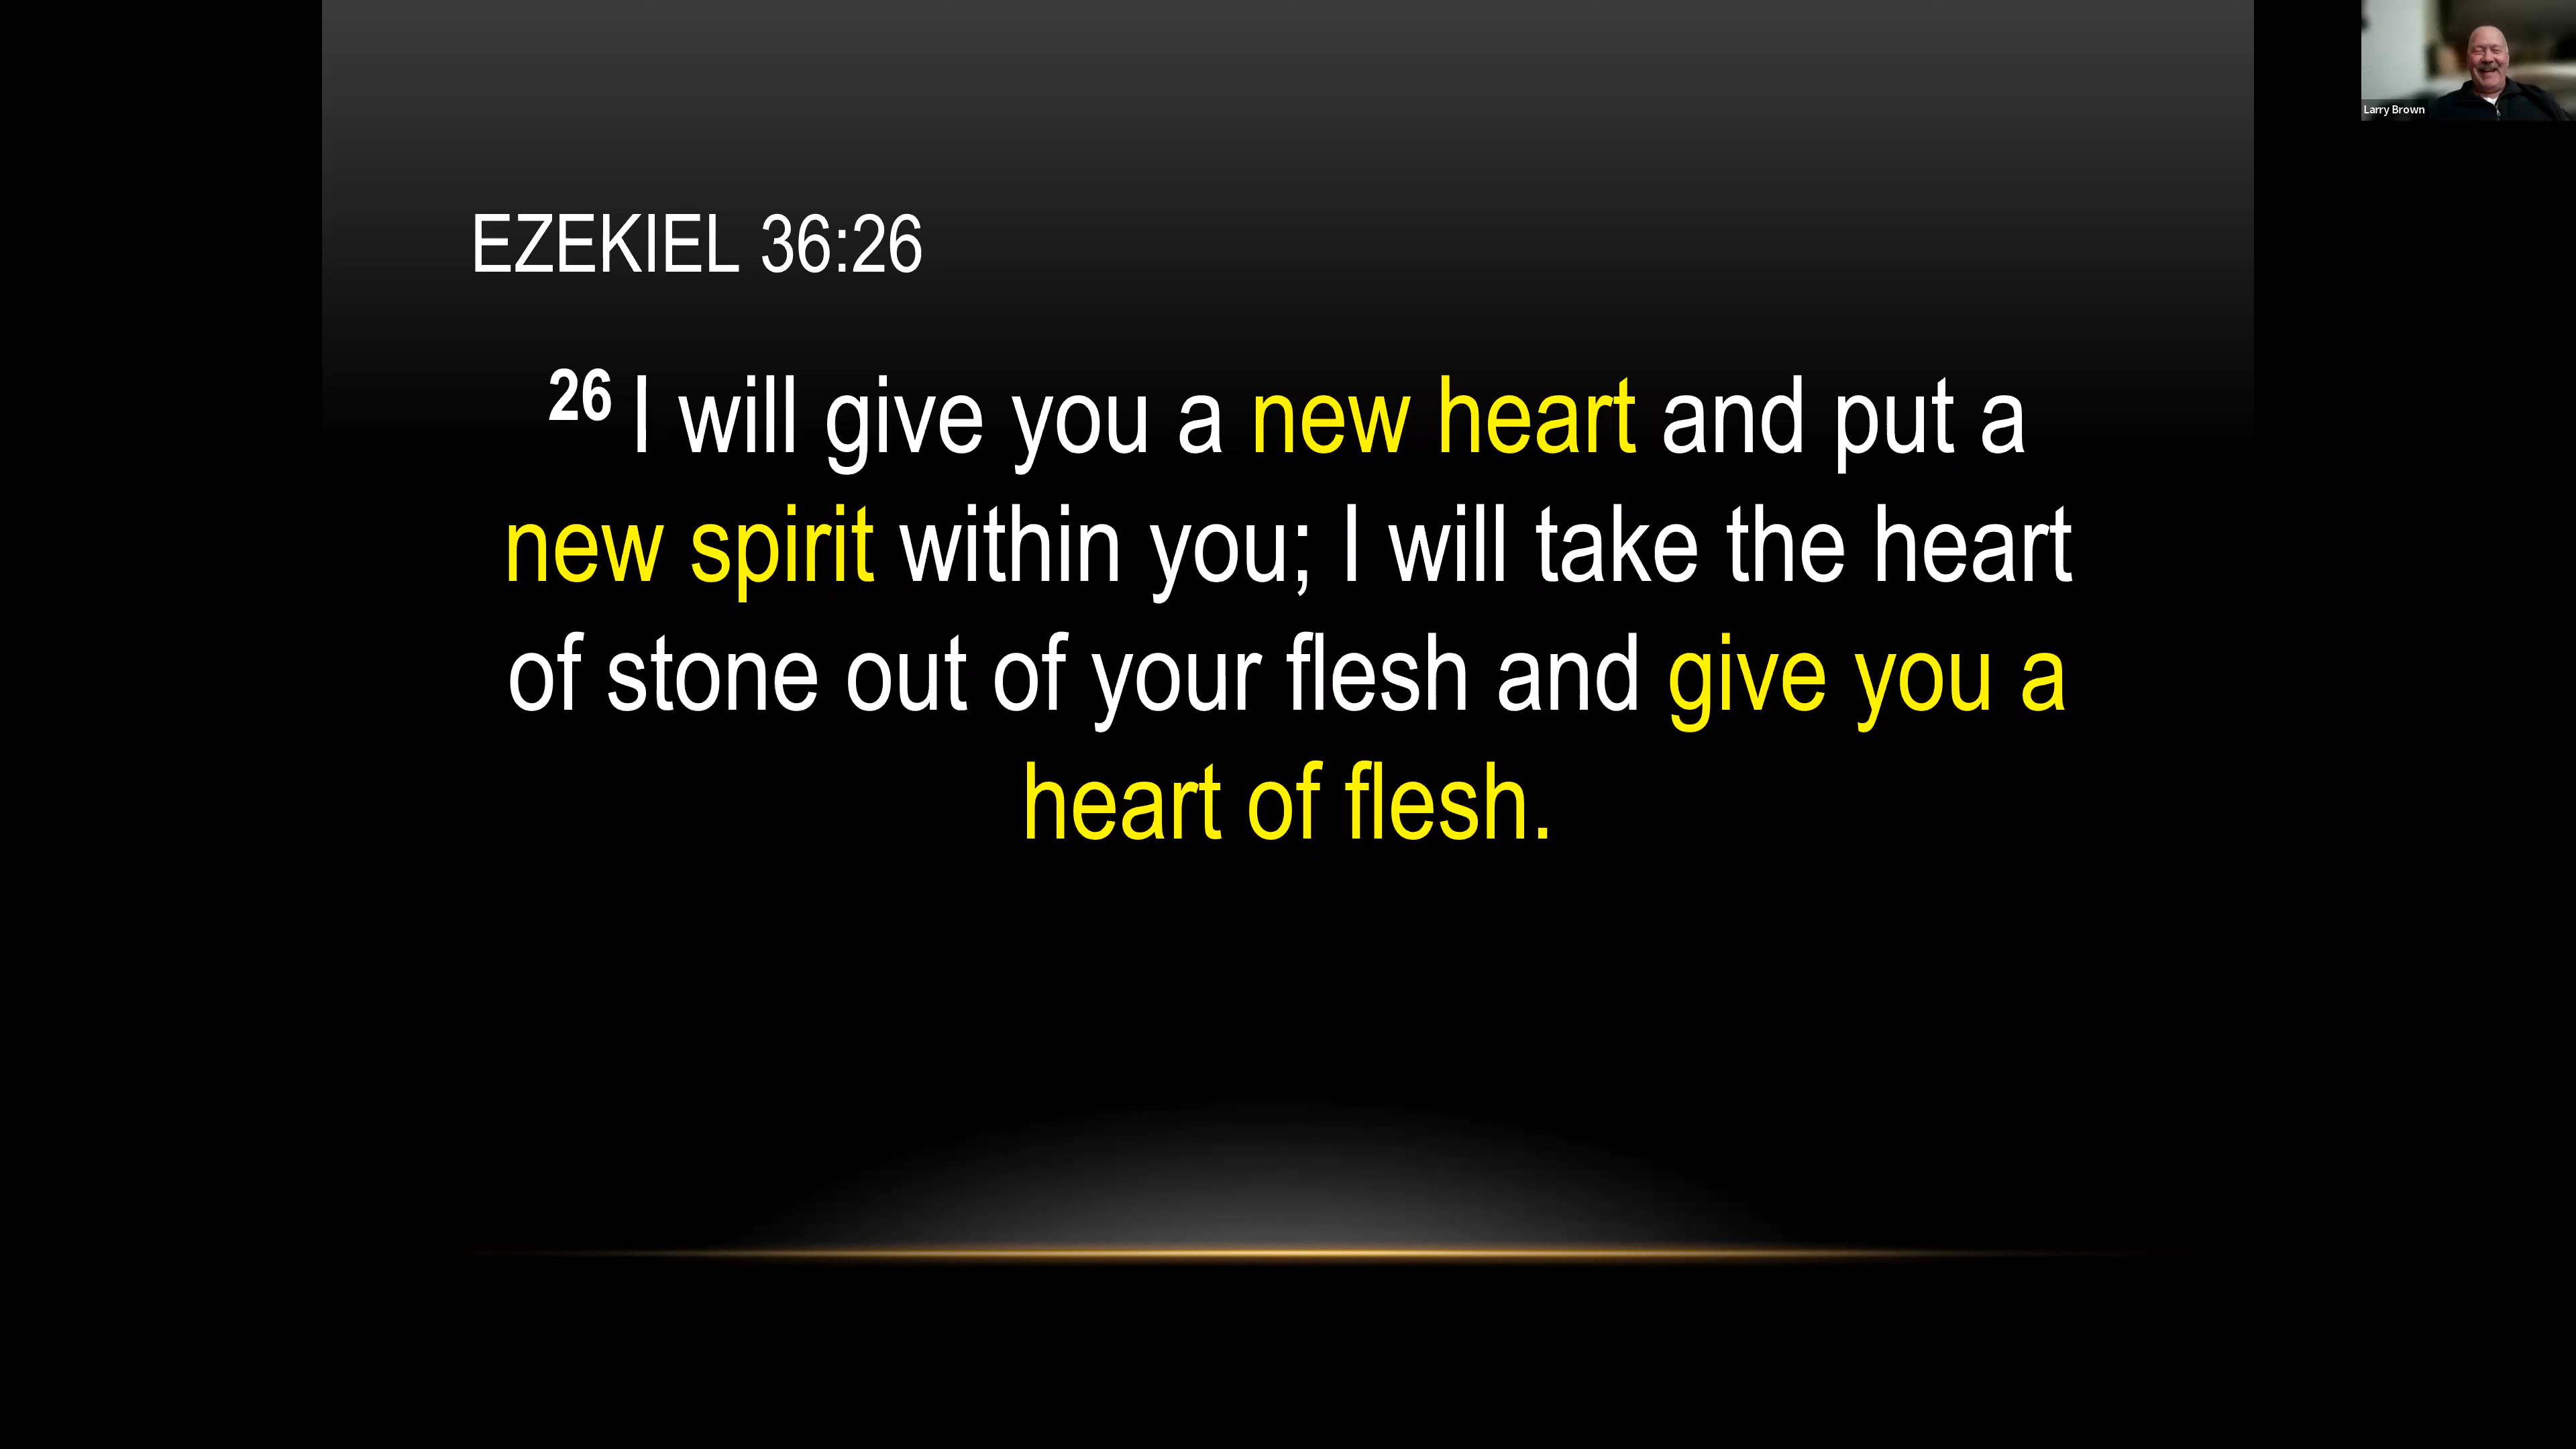 EZEKIEL 36:26
26 I will give you a new heart and put a
new spirit within you; I will take the heart
of stone out of your flesh and give you a
heart of flesh.
Larry Brown